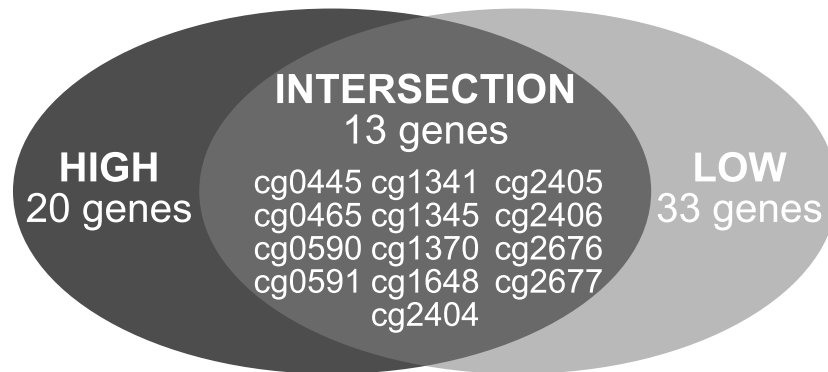 INTERSECTION
13 genes
HIGH
20 genes
cg0445 cg1341 cg2405
cg0465 cg1345 cg2406
cg0590 cg1370 cg2676
cg0591 cg1648 cg2677
cg2404
LOW
33 genes